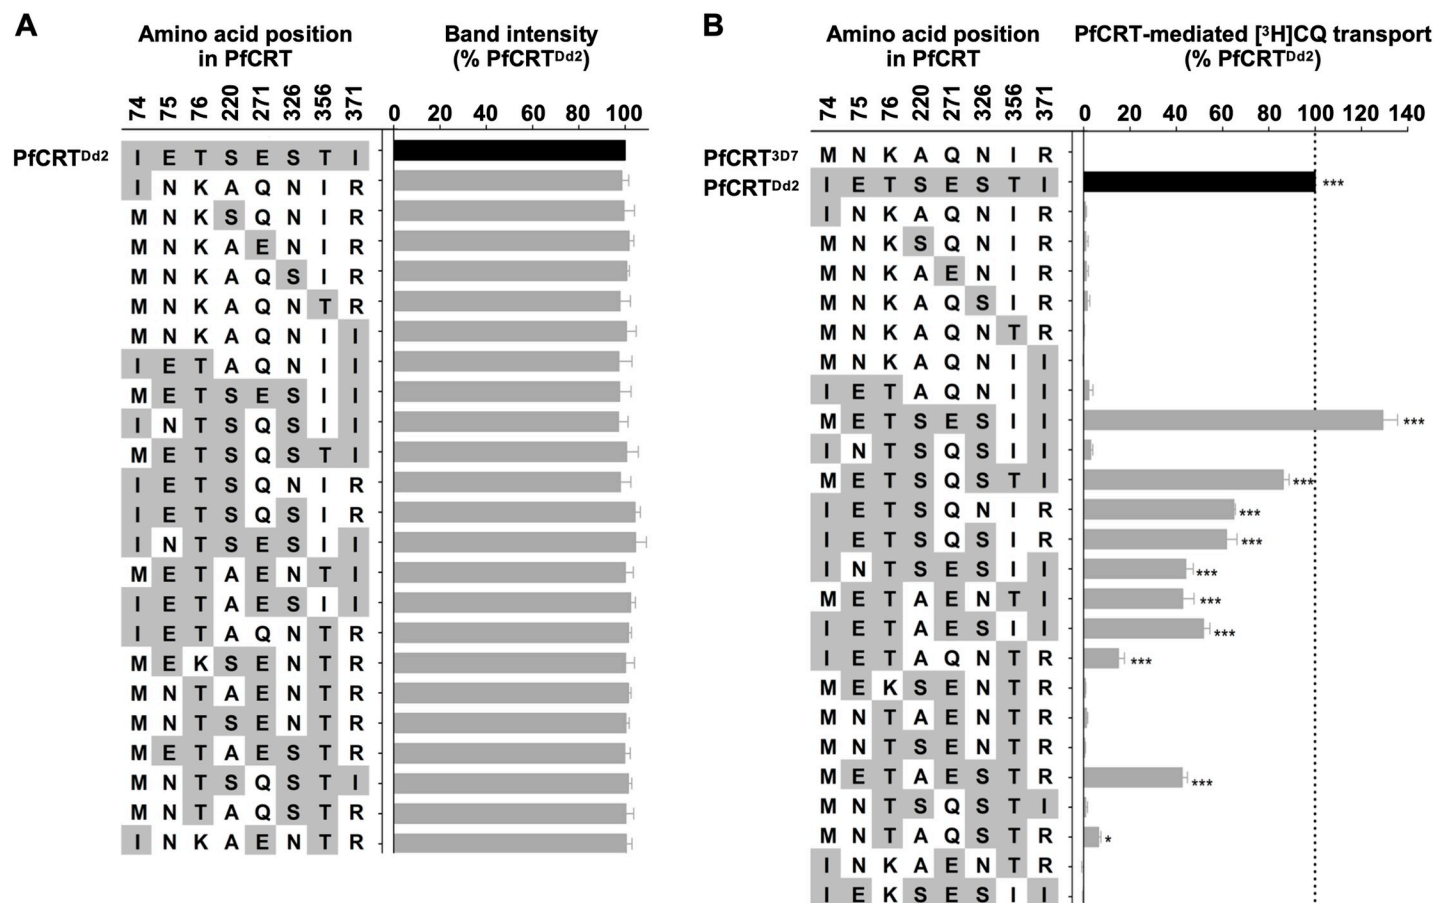 A
Amino acid position
in PfCRT
Band intensity
(% PfCRTDd2)
74 75 76 220 271 326 356 371
0 20 40 60 80 100
PfCRTDd2 I E T S E S T I
I N K A Q N I R
M N K S Q N I R
M N K A E N I R
M N K A Q S I R
M N K A Q N T R
M N K A Q N I I
I E T A Q N I I
M E T S E S I I
I N T S Q S I I
M E T S Q S T I
I E T S Q N I R
I E T S Q S I R
I N T S E S I I
M E T A E N T I
I E T A E S I I
I E T A Q N T R
M E K S E N T R
M N T A E N T R
M N T S E N T R
M E T A E S T R
M N T S Q S T I
M N T A Q S T R
I N K A E N T R
B
Amino acid position
in PfCRT
PfCRT-mediated [3H]CQ transport
(% PfCRTDd2)
74 75 76 220 271 326 356 371
0 20 40 60 80 100 120 140
PfCRT3D7 M N K A Q N I R
PfCRTDd2 I E T S E S T I ***
I N K A Q N I R
M N K S Q N I R
M N K A E N I R
M N K A Q S I R
M N K A Q N T R
M N K A Q N I I
I E T A Q N I I
M E T S E S I I ***
I N T S Q S I I
M E T S Q S T I ***
I E T S Q N I R ***
I E T S Q S I R ***
I N T S E S I I ***
M E T A E N T I ***
I E T A E S I I ***
I E T A Q N T R ***
M E K S E N T R
M N T A E N T R
M N T S E N T R
M E T A E S T R ***
M N T S Q S T I
M N T A Q S T R *
I N K A E N T R
I E K S E S I I